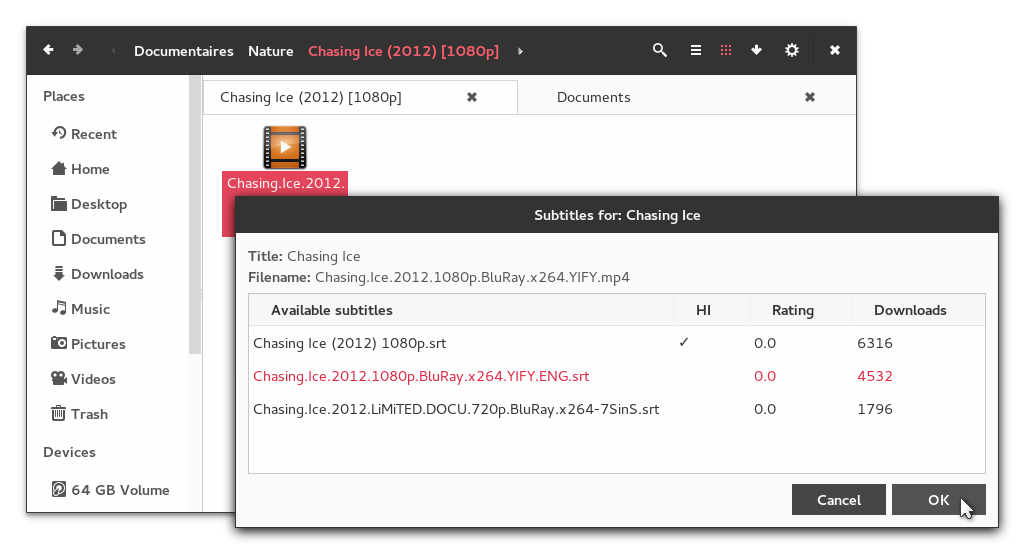 Documentaires Nature Chasing Ice (2012) [1080p]
Places
Recent
Home
Desktop
Documents
Downloads
Music
Pictures
Videos
Trash
Devices
64 GB Volume
Chasing Ice (2012) [1080p] Documents
Chasing.Ice.2012.
Subtitles for: Chasing Ice
Title: Chasing Ice
Filename: Chasing.Ice.2012.1080p.BluRay.x264.YIFY.mp4
Available subtitles HI Rating Downloads
Chasing Ice (2012) 1080p.srt ✓ 0.0 6316
Chasing.Ice.2012.1080p.BluRay.x264.YIFY.ENG.srt 0.0 4532
Chasing.Ice.2012.LiMiTED.DOCU.720p.BluRay.x264-7SinS.srt 0.0 1796
Cancel OK